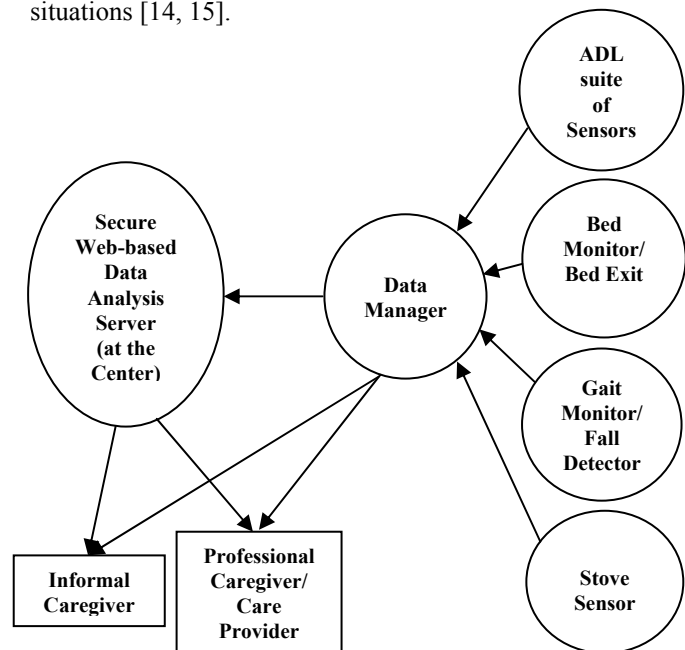 situations [14, 15].
ADL
suite
of
Sensors
Secure
Web-based
Data
Analysis
Server
(at the
Center)
Data
Manager
Bed
Monitor/
Bed Exit
Gait
Monitor/
Fall
Detector
Stove
Sensor
Informal
Caregiver
Professional
Caregiver/
Care
Provider